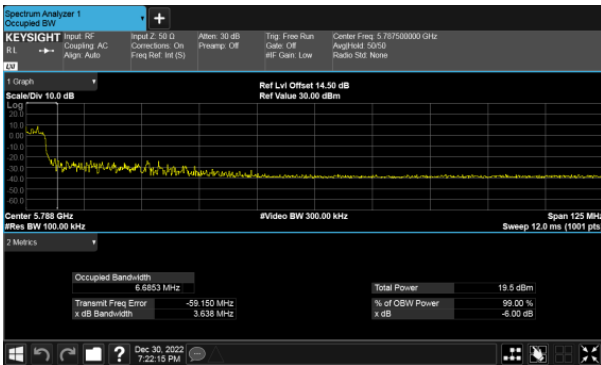 Spectrum Analyzer 1
Occupied BW
+
KEYSIGHT
R L
LXI
Input: RF
Coupling: AC
Align: Auto
Input Z: 50 Ω
Corrections: On
Freq Ref: Int (S)
Atten: 30 dB
Preamp: Off
Trig: Free Run
Gate: Off
#IF Gain: Low
Center Freq: 5.787500000 GHz
Avg|Hold: 50/50
Radio Std: None
1 Graph
Scale/Div 10.0 dB
Ref Lvl Offset 14.50 dB
Ref Value 30.00 dBm
Log
20.0
10.0
0.00
-10.0
-20.0
-30.0
-40.0
-50.0
-60.0
Center 5.788 GHz
#Res BW 100.00 kHz
#Video BW 300.00 kHz
Span 125 MHz
Sweep 12.0 ms (1001 pts
2 Metrics
Occupied Bandwidth
6.6853 MHz
Transmit Freq Error -59.150 MHz
x dB Bandwidth 3.638 MHz
Total Power 19.5 dBm
% of OBW Power 99.00 %
x dB -6.00 dB
?
Dec 30, 2022
7:22:15 PM